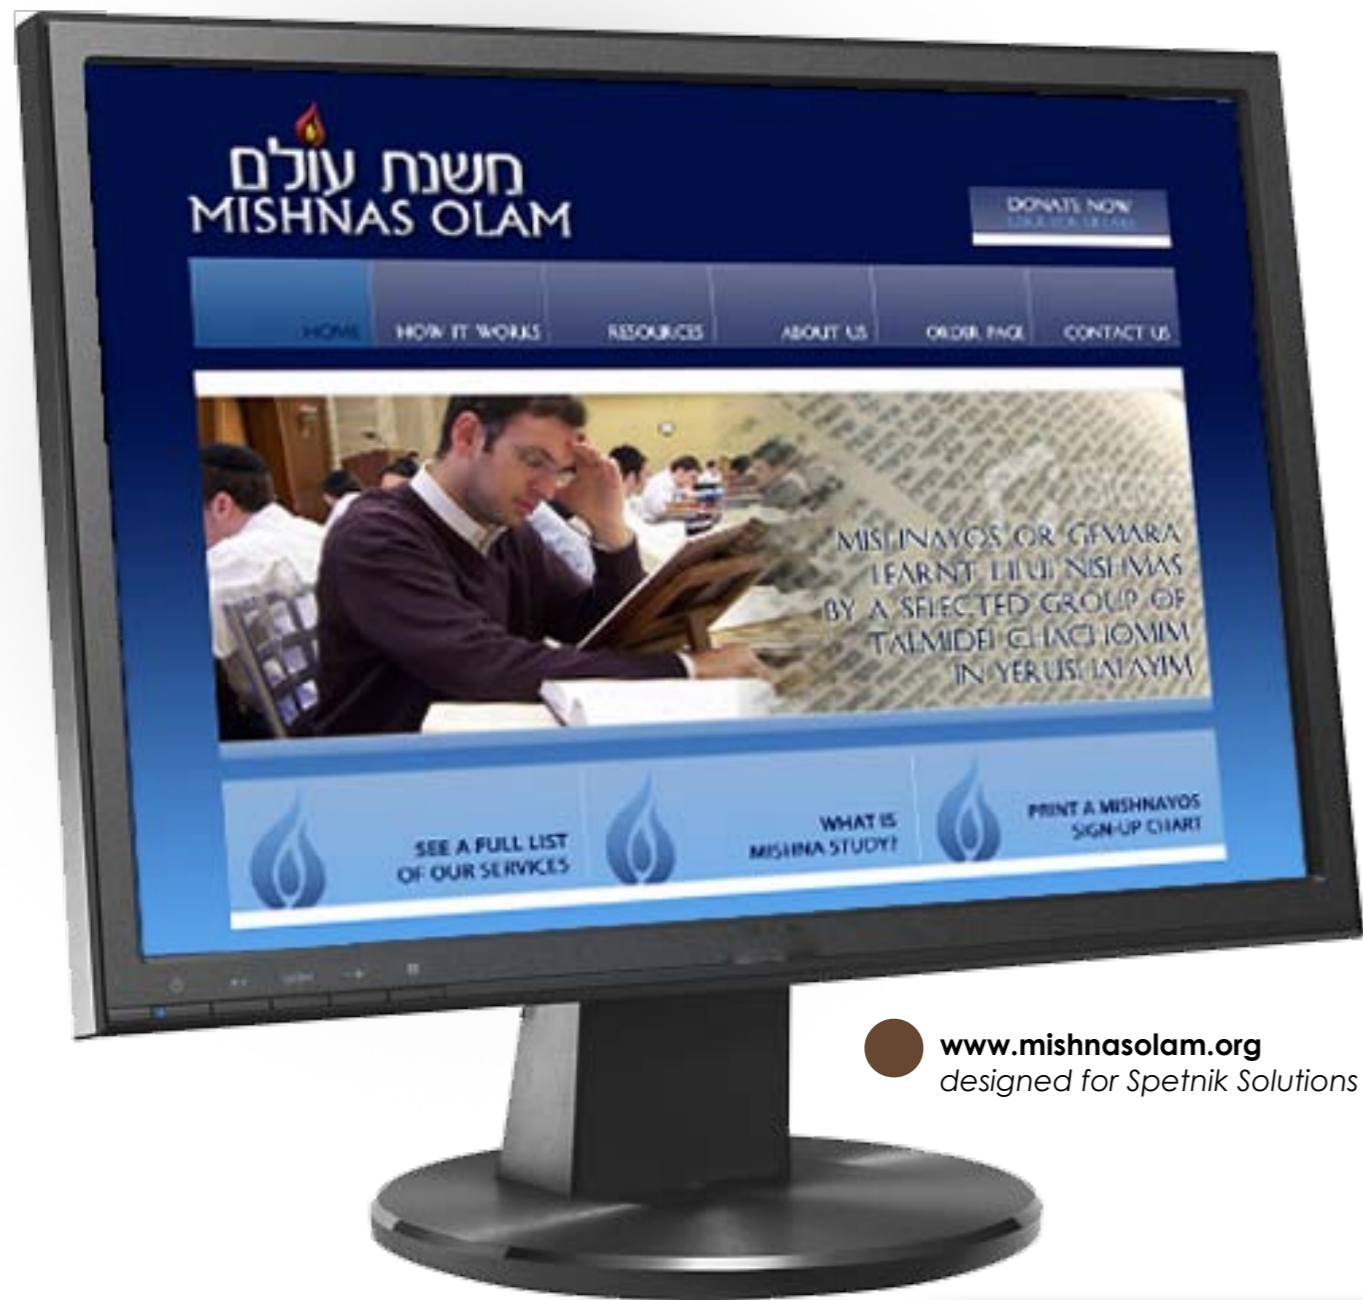 משנת עולם
MISHNAS OLAM
DONATE NOW
HOME HOW IT WORKS RESOURCES ABOUT US ORDER PAGE CONTACT US
MISHNAYOS OR GEMARA
LEARNT LILUI NISHMAS
BY A SELECTED GROUP OF
TALMIDEI CHACHOMIM
IN YERUSHALAYIM
SEE A FULL LIST
OF OUR SERVICES
WHAT IS
MISHNA STUDY?
PRINT A MISHNAYOS
SIGN-UP CHART
www.mishnasolam.org
designed for Spetnik Solutions